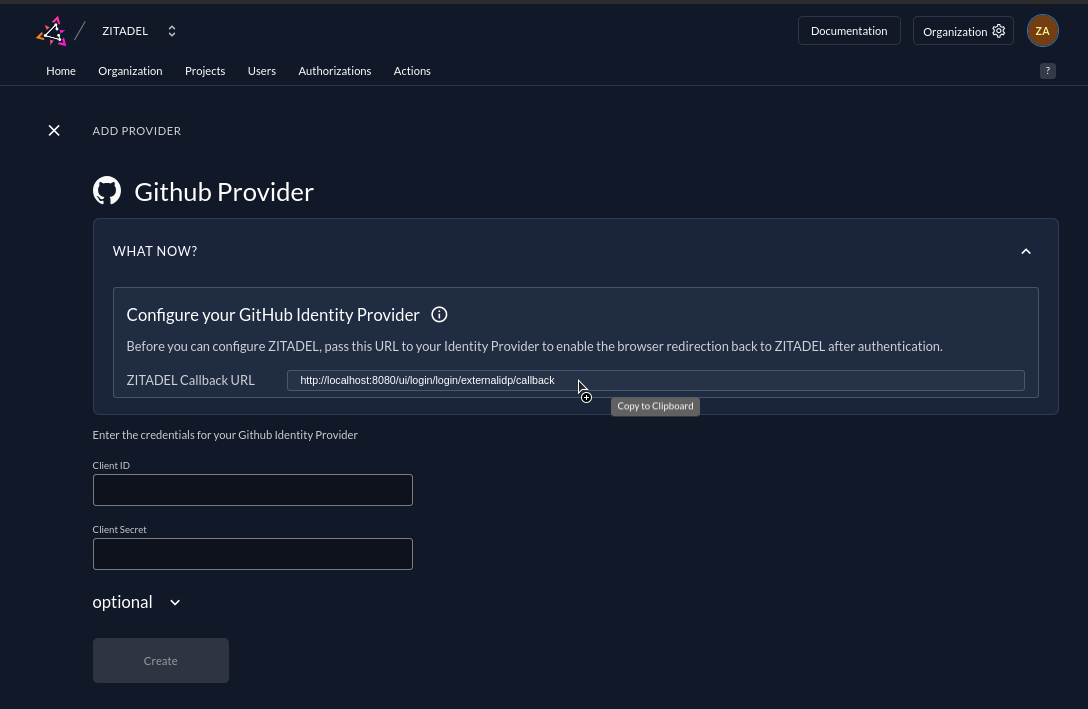 ZITADEL
Documentation
Organization
ZA
Home Organization Projects Users Authorizations Actions
?
ADD PROVIDER
Github Provider
WHAT NOW?
Configure your GitHub Identity Provider
Before you can configure ZITADEL, pass this URL to your Identity Provider to enable the browser redirection back to ZITADEL after authentication.
ZITADEL Callback URL http://localhost:8080/ui/login/login/externalidp/callback
Copy to Clipboard
Enter the credentials for your Github Identity Provider
Client ID
Client Secret
optional
Create